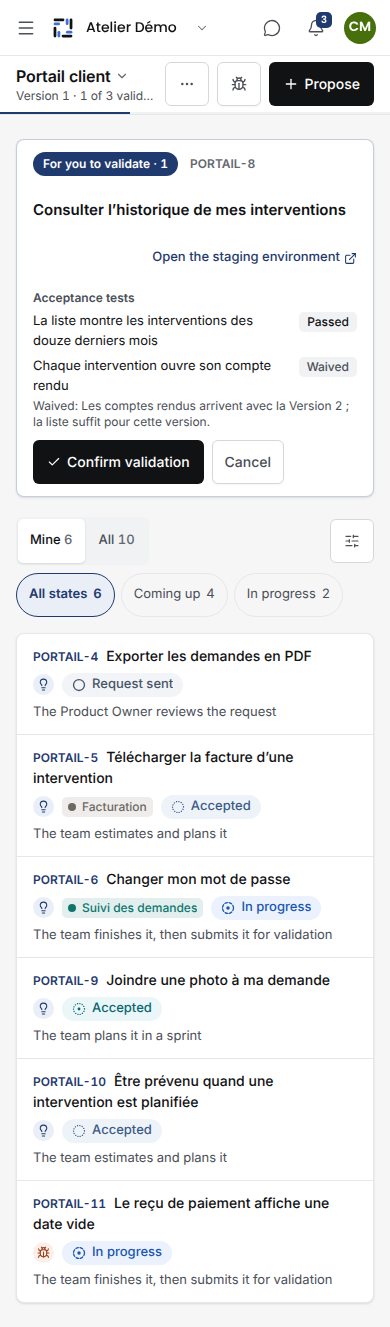 Atelier Démo
3
CM
Portail client
Version 1 · 1 of 3 valid...
Propose
For you to validate · 1 PORTAIL-8
Consulter l’historique de mes interventions
Open the staging environment
Acceptance tests
La liste montre les interventions des
douze derniers mois
Passed
Chaque intervention ouvre son compte
rendu
Waived
Waived: Les comptes rendus arrivent avec la Version 2 ;
la liste suffit pour cette version.
Confirm validation
Cancel
Mine 6 All 10
All states 6 Coming up 4 In progress 2
PORTAIL-4 Exporter les demandes en PDF
Request sent
The Product Owner reviews the request
PORTAIL-5 Télécharger la facture d’une
intervention
Facturation Accepted
The team estimates and plans it
PORTAIL-6 Changer mon mot de passe
Suivi des demandes In progress
The team finishes it, then submits it for validation
PORTAIL-9 Joindre une photo à ma demande
Accepted
The team plans it in a sprint
PORTAIL-10 Être prévenu quand une
intervention est planifiée
Accepted
The team estimates and plans it
PORTAIL-11 Le reçu de paiement affiche une
date vide
In progress
The team finishes it, then submits it for validation